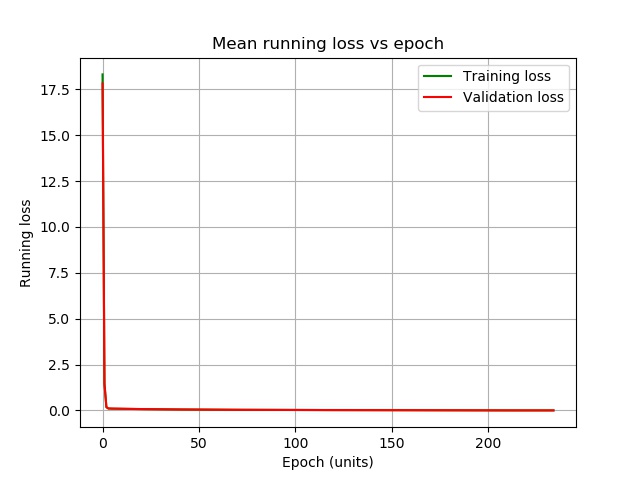 Mean running loss vs epoch
Training loss
Validation loss
17.5
15.0
12.5
10.0
7.5
5.0
2.5
0.0
Running loss
0
50
100
150
200
Epoch (units)